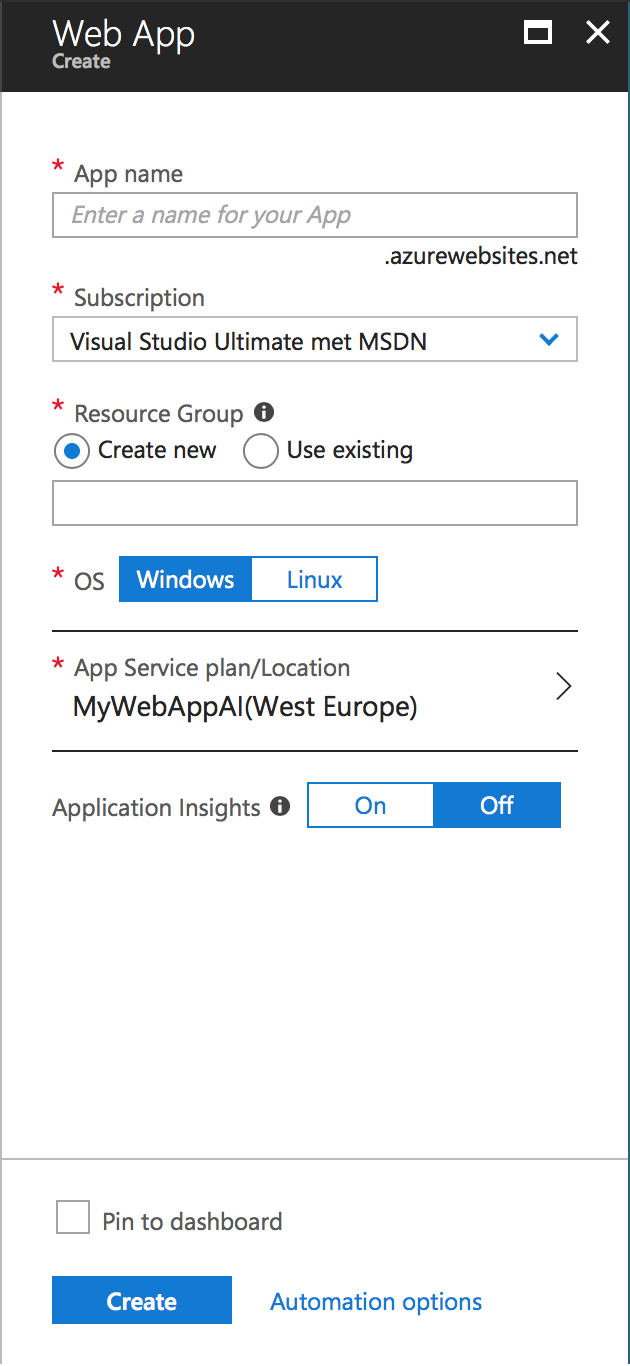 Web App
Create
* App name
Enter a name for your App
.azurewebsites.net
* Subscription
Visual Studio Ultimate met MSDN
* Resource Group
Create new Use existing
* OS Windows Linux
* App Service plan/Location
MyWebAppAI(West Europe)
Application Insights On Off
Pin to dashboard
Create Automation options